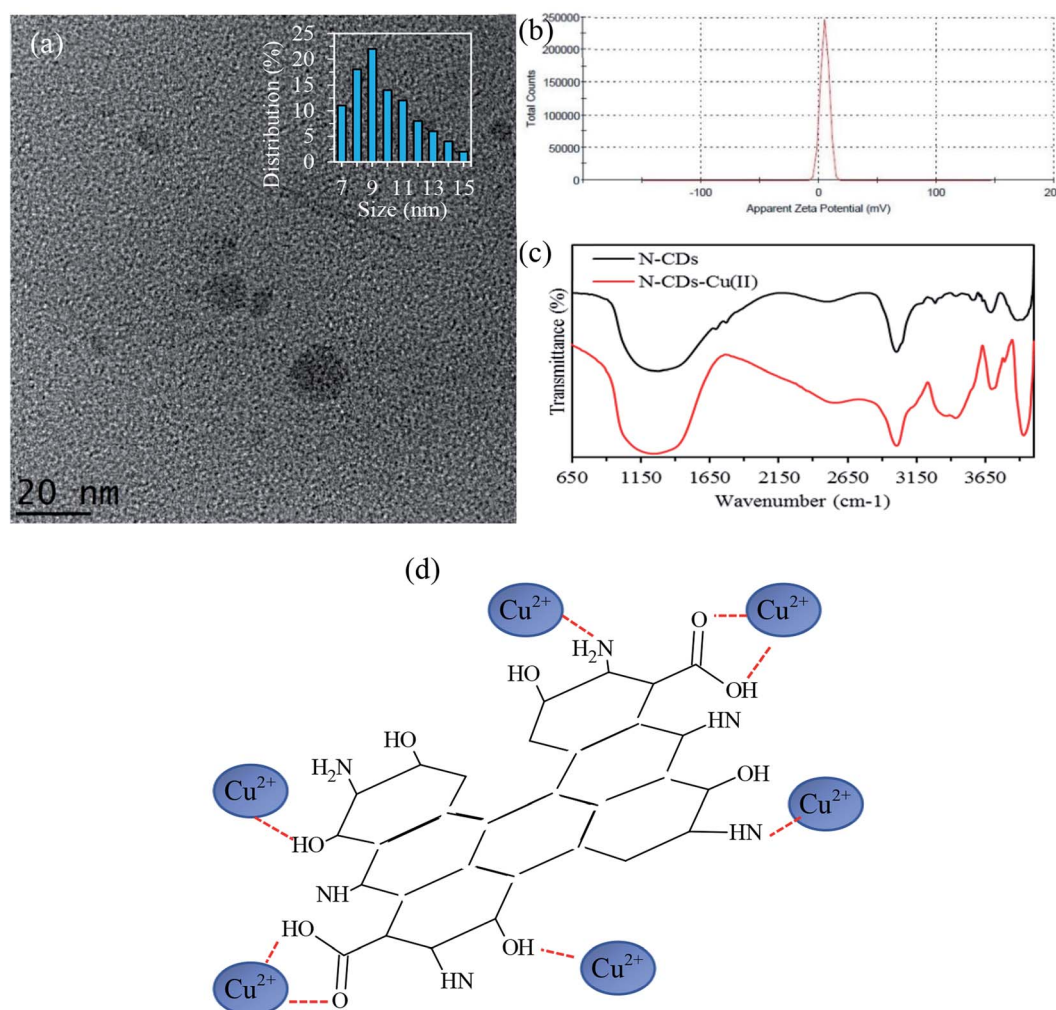 (a)
25
20
15
10
5
0
Distribution (%)
7 9 11 13 15
Size (nm)
20 nm
(b)
250000
200000
150000
100000
50000
0
Total Counts
-100 0 100 20
Apparent Zeta Potential (mV)
(c)
N-CDs
N-CDs-Cu(II)
Transmittance (%)
650 1150 1650 2150 2650 3150 3650
Wavenumber (cm-1)
(d)
Cu2+
Cu2+
O
H2N
HO
OH
HN
HO
H2N
OH
Cu2+
Cu2+
HO
HN
NH
HO
OH
Cu2+
HN
Cu2+
O